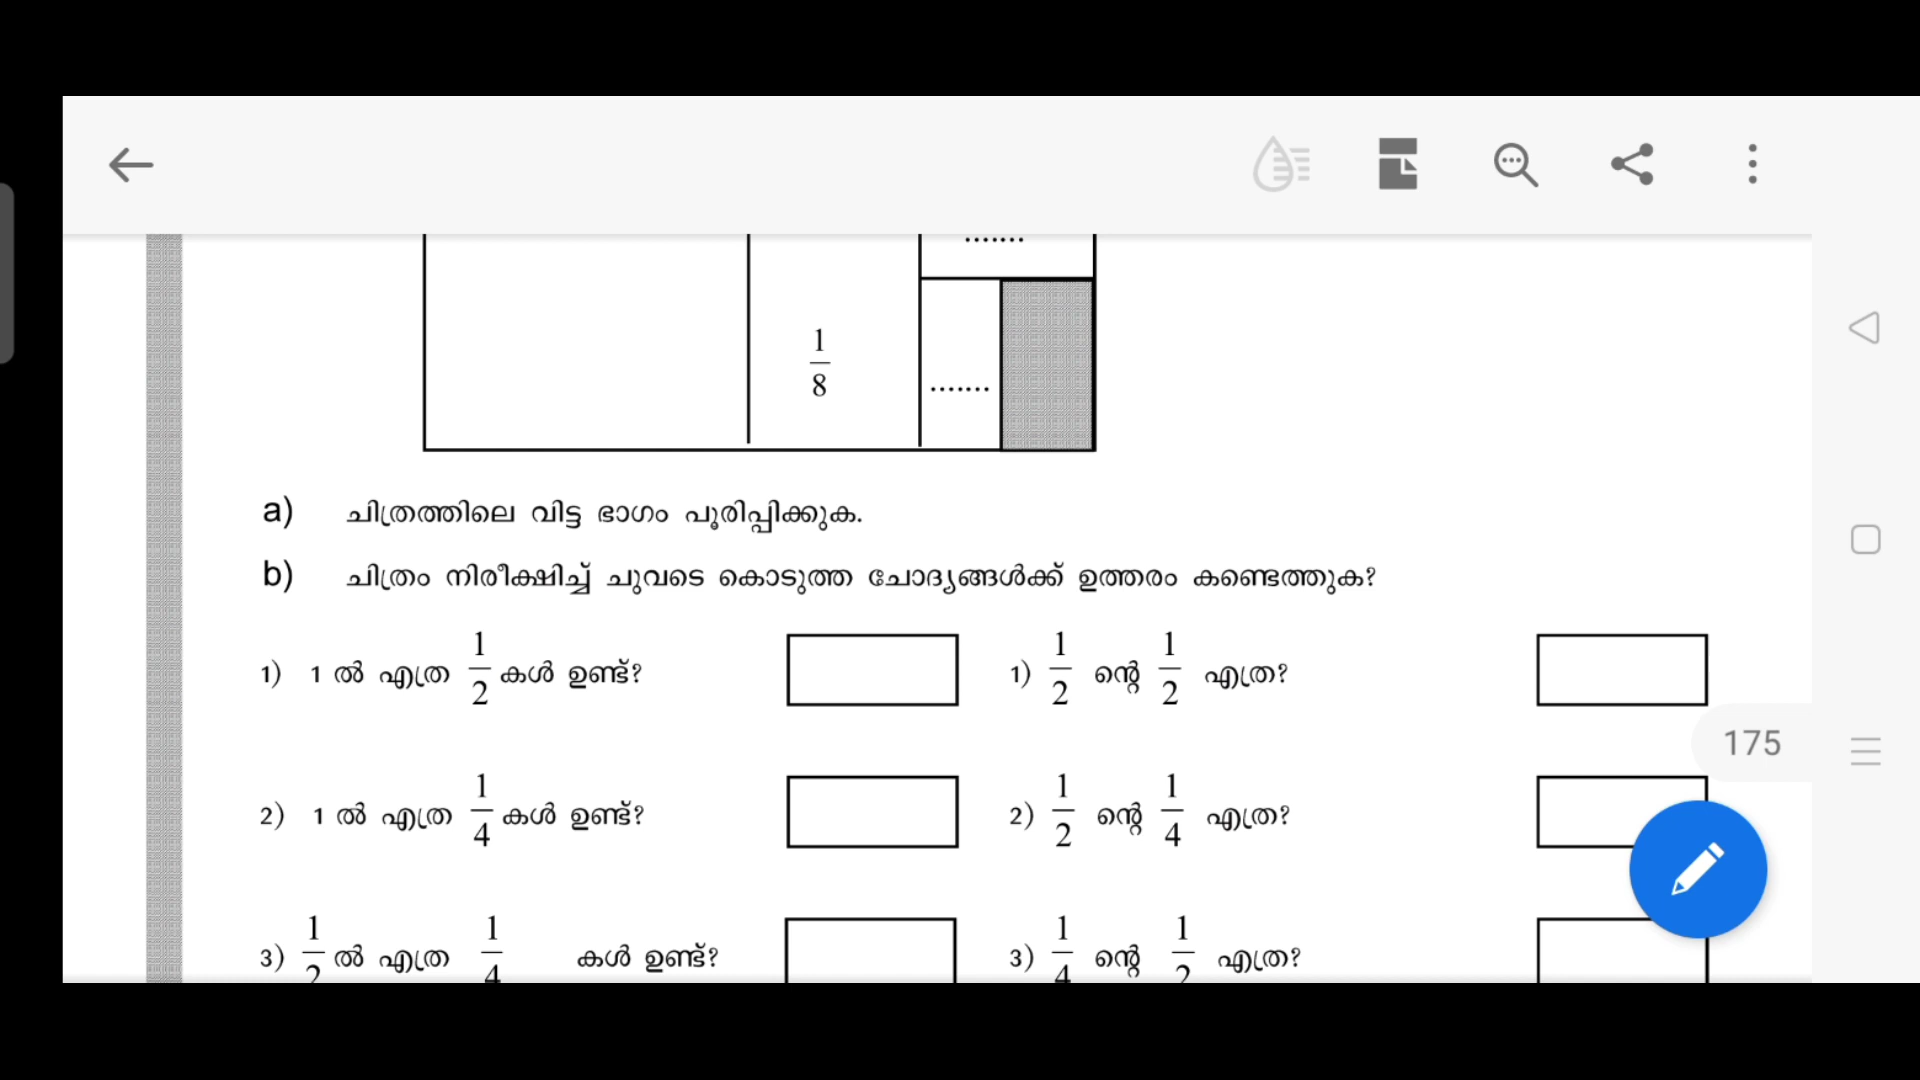 .......
1/8
.......
a) ചിത്രത്തിലെ വിട്ട ഭാഗം പൂരിപ്പിക്കുക.
b) ചിത്രം നിരീക്ഷിച്ച് ചുവടെ കൊടുത്ത ചോദ്യങ്ങൾക്ക് ഉത്തരം കണ്ടെത്തുക?
1) 1 ൽ എത്ര 1/2 കൾ ഉണ്ട്? 1) 1/2 ന്റെ 1/2 എത്ര?
175
2) 1 ൽ എത്ര 1/4 കൾ ഉണ്ട്? 2) 1/2 ന്റെ 1/4 എത്ര?
3) 1/2 ൽ എത്ര 1/4 കൾ ഉണ്ട്? 3) 1/4 ന്റെ 1/2 എത്ര?